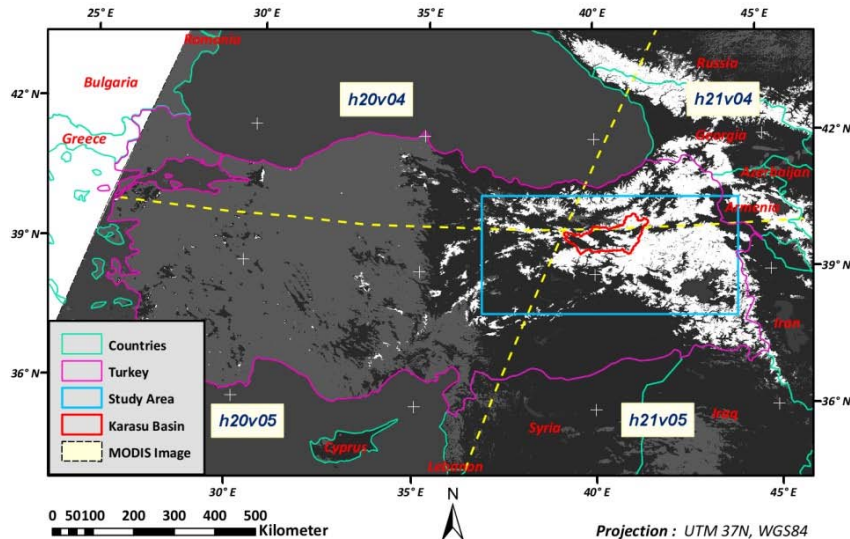 25° E 30° E 35° E 40° E 45° E
Romania
Russia
Bulgaria
h20v04
h21v04
42° N
42° N
Georgia
Greece
Azerbaijan
Armenia
39° N
39° N
Iran
Countries
Turkey
36° N
36° N
Study Area
Karasu Basin
h20v05
h21v05
Iraq
Syria
MODIS Image
Cyprus
Lebanon
30° E 35° E 40° E 45° E
N
0 50100 200 300 400 500
Kilometer
Projection : UTM 37N, WGS84